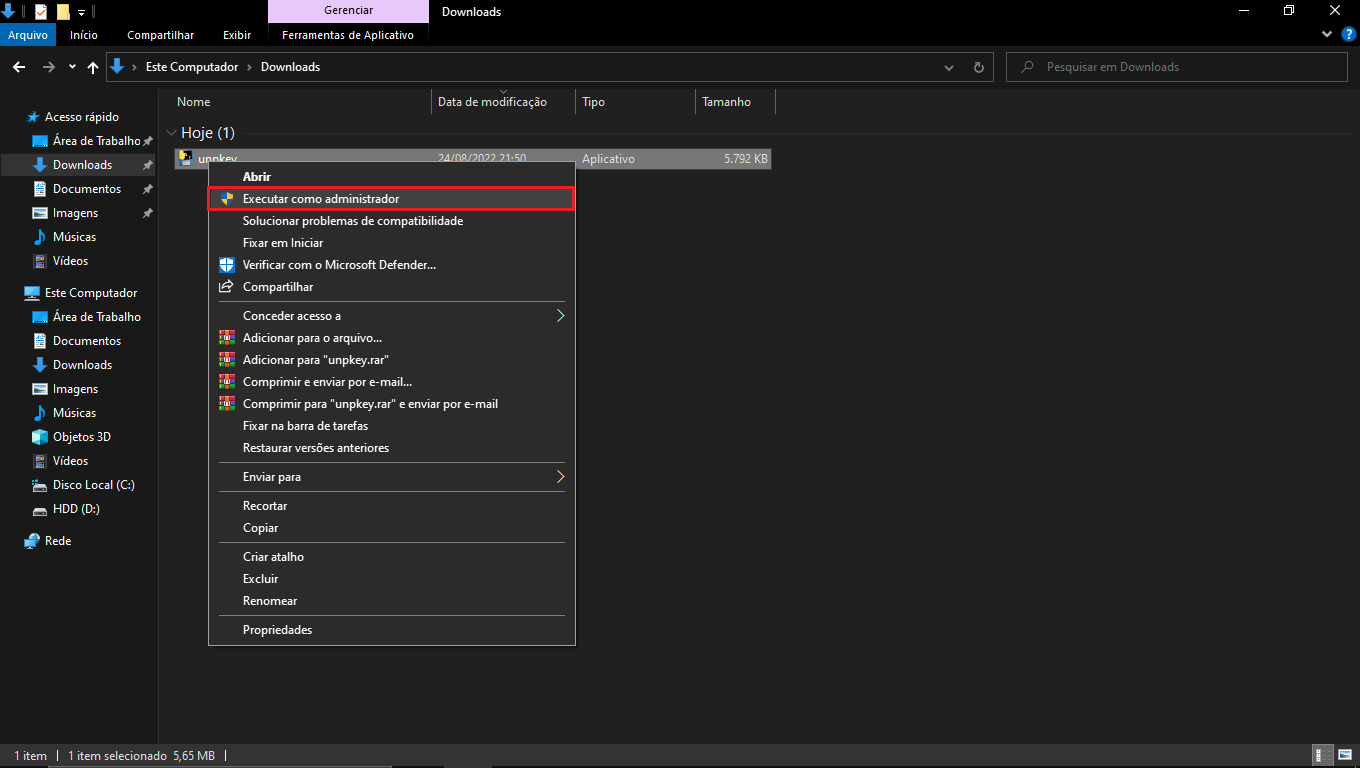 Gerenciar
Downloads
Arquivo
Início
Compartilhar
Exibir
Ferramentas de Aplicativo
Este Computador
Downloads
Pesquisar em Downloads
Nome
Data de modificação
Tipo
Tamanho
Acesso rápido
Área de Trabalho
Downloads
Documentos
Imagens
Músicas
Vídeos
Este Computador
Área de Trabalho
Documentos
Downloads
Imagens
Músicas
Objetos 3D
Vídeos
Disco Local (C:)
HDD (D:)
Rede
Hoje (1)
unpkey
24/08/2022 21:50
Aplicativo
5.792 KB
Abrir
Executar como administrador
Solucionar problemas de compatibilidade
Fixar em Iniciar
Verificar com o Microsoft Defender...
Compartilhar
Conceder acesso a
Adicionar para o arquivo...
Adicionar para "unpkey.rar"
Comprimir e enviar por e-mail...
Comprimir para "unpkey.rar" e enviar por e-mail
Fixar na barra de tarefas
Restaurar versões anteriores
Enviar para
Recortar
Copiar
Criar atalho
Excluir
Renomear
Propriedades
1 item
1 item selecionado 5,65 MB